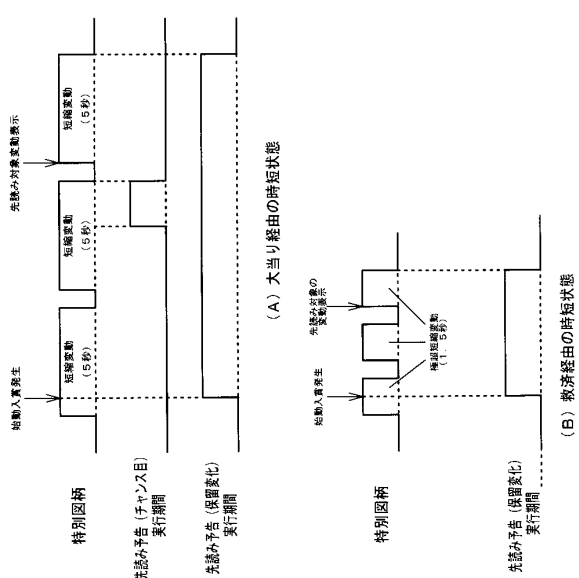 始動入賞発生
先読み対象変動表示
特別図柄
短縮変動
(5秒)
短縮変動
(5秒)
短縮変動
(5秒)
先読み予告(チャンス目)
実行期間
先読み予告(保留変化)
実行期間
(A) 大当り経由の時短状態
始動入賞発生
先読み対象の
変動表示
特別図柄
極超短縮変動
(1.5秒)
先読み予告(保留変化)
実行期間
(B) 救済経由の時短状態